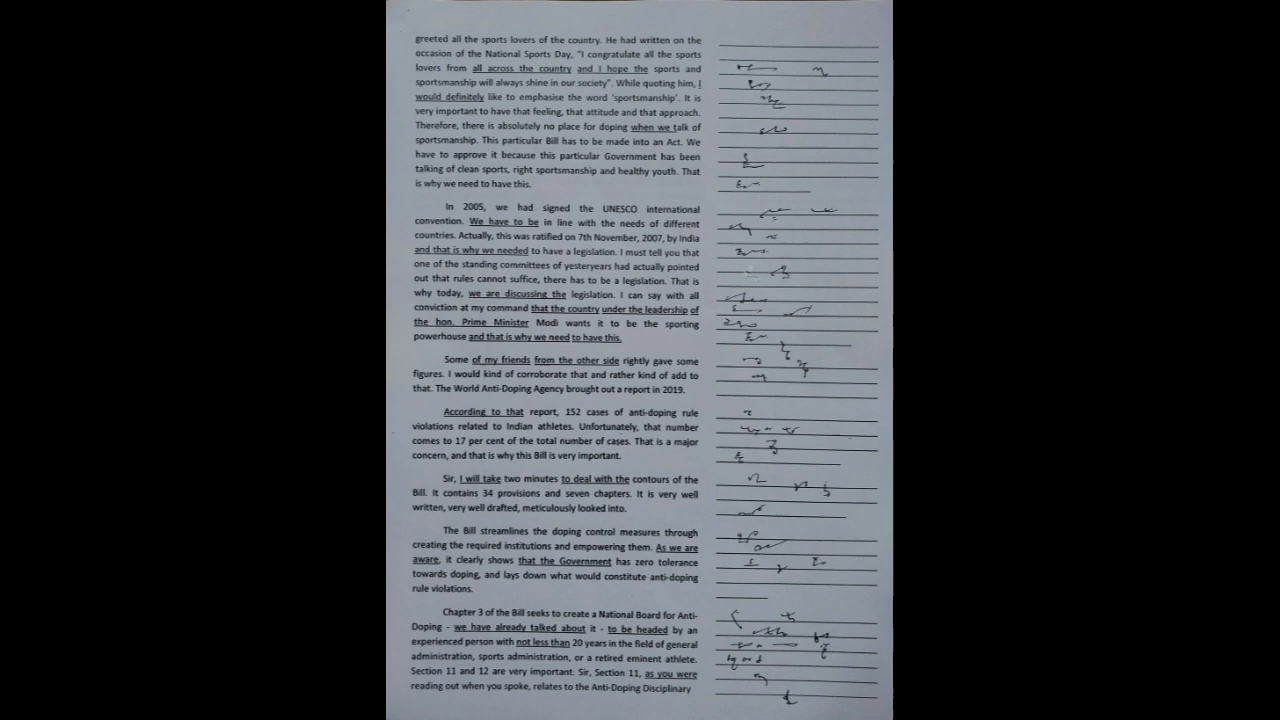 greeted all the sports lovers of the country. He had written on the
occasion of the National Sports Day, "I congratulate all the sports
lovers from all across the country and I hope the sports and
sportsmanship will always shine in our society". While quoting him, I
would definitely like to emphasise the word 'sportsmanship'. It is
very important to have that feeling, that attitude and that approach.
Therefore, there is absolutely no place for doping when we talk of
sportsmanship. This particular Bill has to be made into an Act. We
have to approve it because this particular Government has been
talking of clean sports, right sportsmanship and healthy youth. That
is why we need to have this.
In 2005, we had signed the UNESCO international
convention. We have to be in line with the needs of different
countries. Actually, this was ratified on 7th November, 2007, by India
and that is why we needed to have a legislation. I must tell you that
one of the standing committees of yesteryears had actually pointed
out that rules cannot suffice, there has to be a legislation. That is
why today, we are discussing the legislation. I can say with all
conviction at my command that the country under the leadership of
the hon. Prime Minister Modi wants it to be the sporting
powerhouse and that is why we need to have this.
Some of my friends from the other side rightly gave some
figures. I would kind of corroborate that and rather kind of add to
that. The World Anti-Doping Agency brought out a report in 2019.
According to that report, 152 cases of anti-doping rule
violations related to Indian athletes. Unfortunately, that number
comes to 17 per cent of the total number of cases. That is a major
concern, and that is why this Bill is very important.
Sir, I will take two minutes to deal with the contours of the
Bill. It contains 34 provisions and seven chapters. It is very well
written, very well drafted, meticulously looked into.
The Bill streamlines the doping control measures through
creating the required institutions and empowering them. As we are
aware, it clearly shows that the Government has zero tolerance
towards doping, and lays down what would constitute anti-doping
rule violations.
Chapter 3 of the Bill seeks to create a National Board for Anti-
Doping - we have already talked about it - to be headed by an
experienced person with not less than 20 years in the field of general
administration, sports administration, or a retired eminent athlete.
Section 11 and 12 are very important. Sir, Section 11, as you were
reading out when you spoke, relates to the Anti-Doping Disciplinary